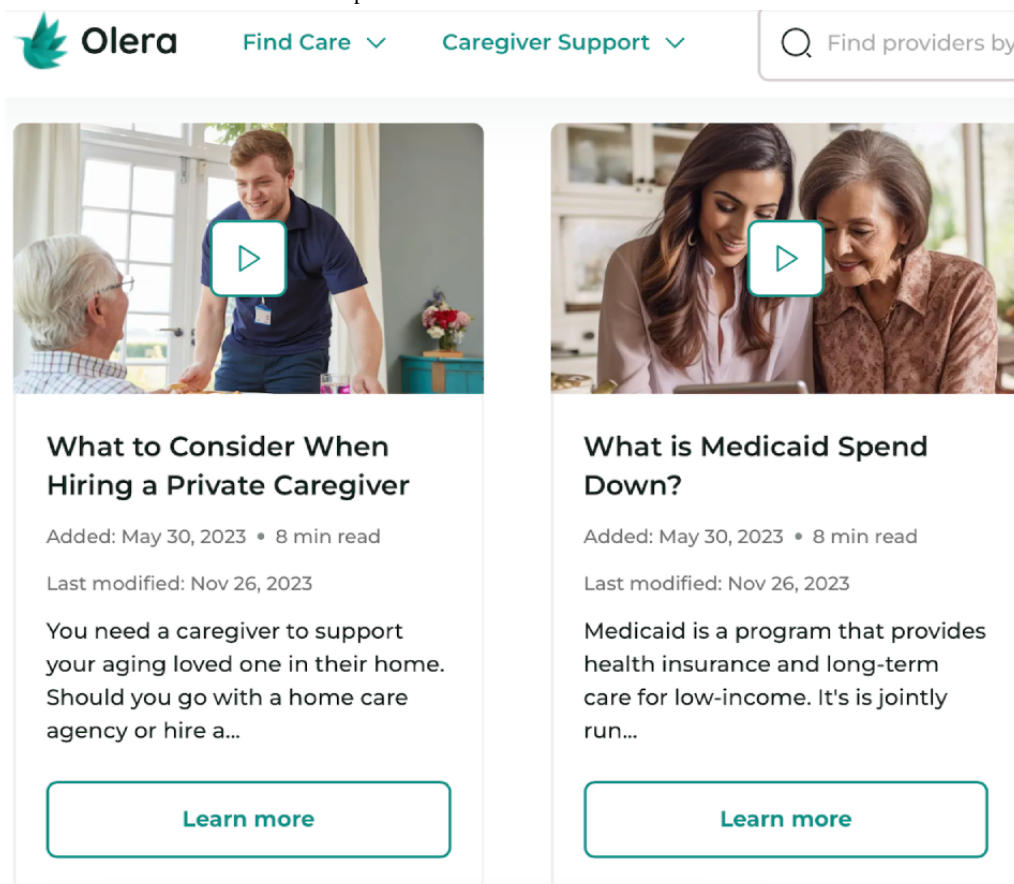 Olera
Find Care
Caregiver Support
Find providers by
What to Consider When
Hiring a Private Caregiver
Added: May 30, 2023 • 8 min read
Last modified: Nov 26, 2023
You need a caregiver to support
your aging loved one in their home.
Should you go with a home care
agency or hire a...
Learn more
What is Medicaid Spend
Down?
Added: May 30, 2023 • 8 min read
Last modified: Nov 26, 2023
Medicaid is a program that provides
health insurance and long-term
care for low-income. It's is jointly
run...
Learn more